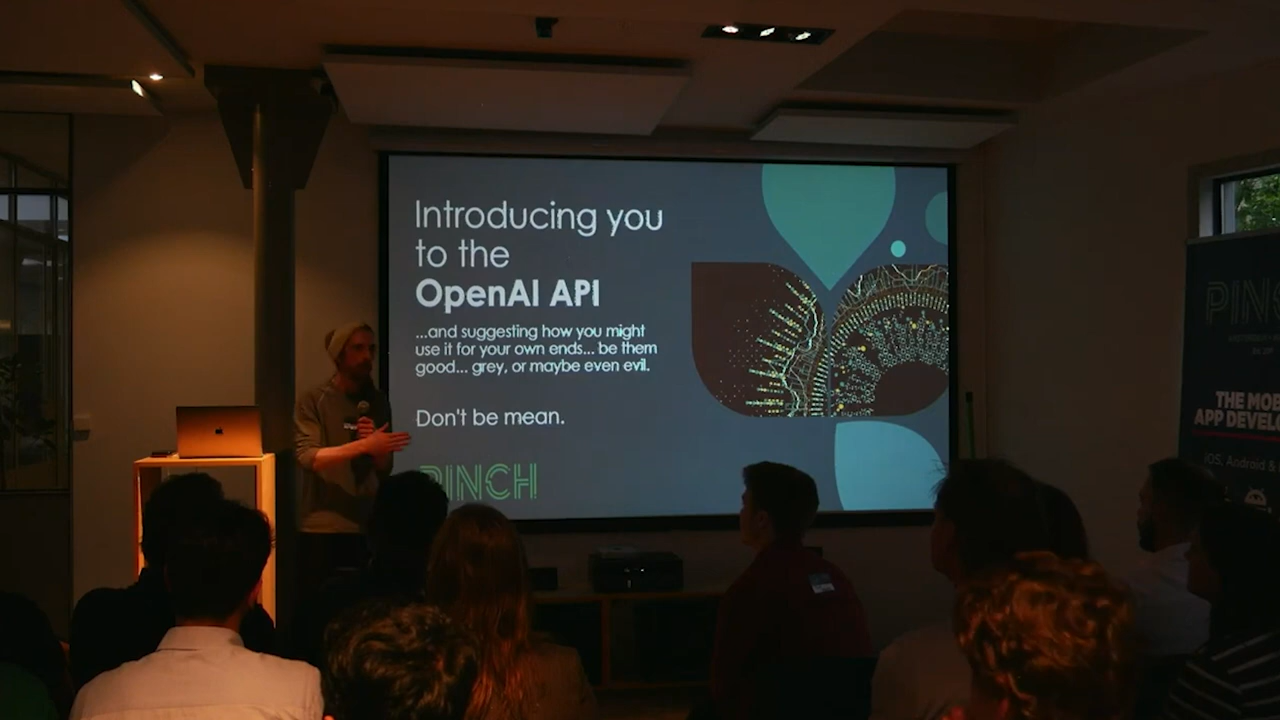 Introducing you
to the
OpenAI API
...and suggesting how you might
use it for your own ends... be them
good... grey, or maybe even evil.
Don't be mean.
PINCH
PINC
THE MOB
APP DEVELO
iOS, Android &